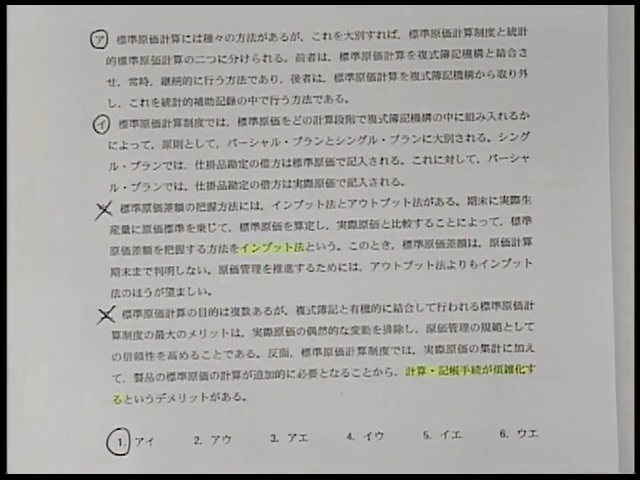 ア 標準原価計算には種々の方法があるが、これを大別すれば、標準原価計算制度と統計
的標準原価計算の二つに分けられる。前者は、標準原価計算を複式簿記機構と結合さ
せ、常時、継続的に行う方法であり、後者は、標準原価計算を複式簿記機構から取り外
し、これを統計的補助記録の中で行う方法である。
イ 標準原価計算制度では、標準原価をどの計算段階で複式簿記機構の中に組み入れるか
によって、原則として、パーシャル・プランとシングル・プランに大別される。シング
ル・プランでは、仕掛品勘定の借方は標準原価で記入される。これに対して、パーシャ
ル・プランでは、仕掛品勘定の借方は実際原価で記入される。
標準原価差額の把握方法には、インプット法とアウトプット法がある。期末に実際生
産量に原価標準を乗じて、標準原価を算定し、実際原価と比較することによって、標準
原価差額を把握する方法をインプット法という。このとき、標準原価差額は、原価計算
期末まで判明しない。原価管理を推進するためには、アウトプット法よりもインプット
法のほうが望ましい。
標準原価計算の目的は複数あるが、複式簿記と有機的に結合して行われる標準原価計
算制度の最大のメリットは、実際原価の偶然的な変動を排除し、原価管理の規範として
の信頼性を高めることである。反面、標準原価計算制度では、実際原価の集計に加え
て、製品の標準原価の計算が追加的に必要となることから、計算・記帳手続が煩雑化す
るというデメリットがある。
1. アイ 2. アウ 3. アエ 4. イウ 5. イエ 6. ウエ